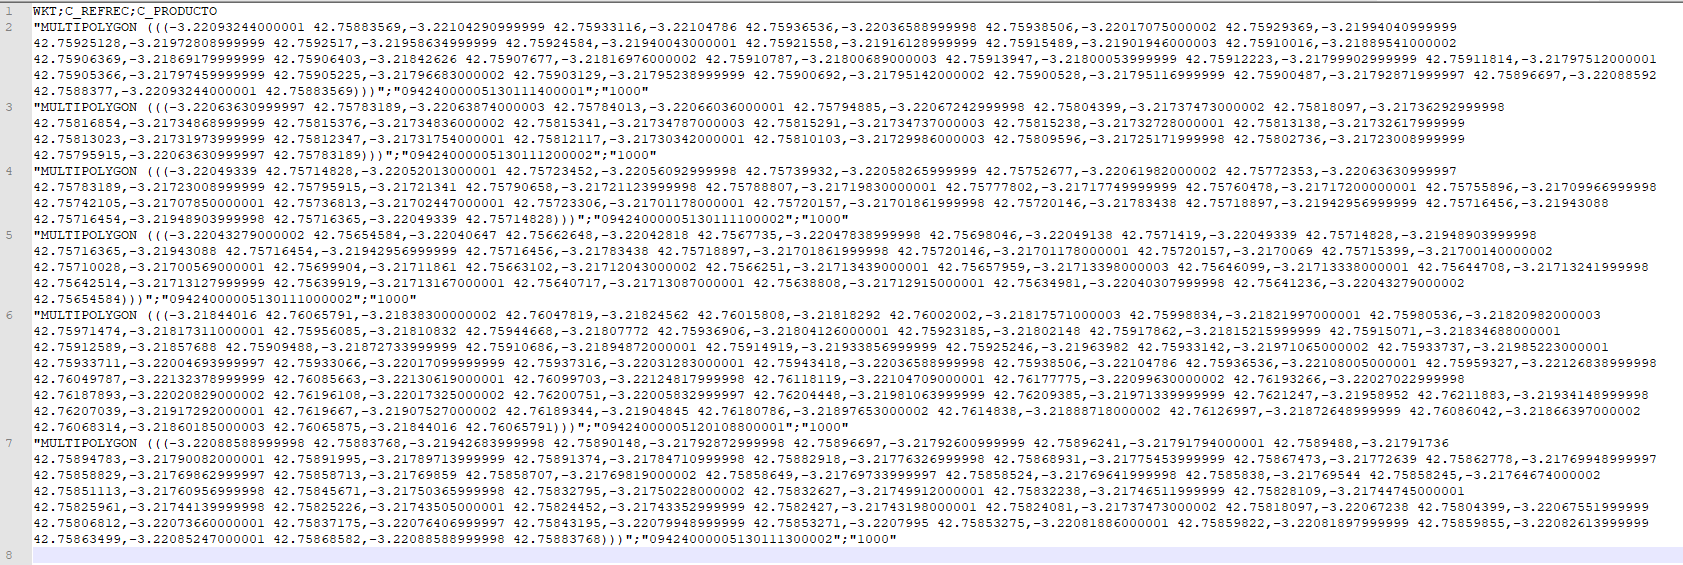 1 WKT;C_REFREC;C_PRODUCTO
2 "MULTIPOLYGON (((-3.22093244000001 42.75883569,-3.22104290999999 42.75933116,-3.22104786 42.75936536,-3.22036588999998 42.75938506,-3.22017075000002 42.75929369,-3.21994040999999
42.75925128,-3.21972808999999 42.7592517,-3.21958634999999 42.75924584,-3.21940043000001 42.75921558,-3.21916128999999 42.75915489,-3.21901946000003 42.75910016,-3.21889541000002
42.75906369,-3.21869179999999 42.75906403,-3.21842626 42.75907677,-3.21816976000002 42.75910787,-3.21800689000003 42.75913947,-3.21800053999999 42.75912223,-3.21799902999999 42.75911814,-3.21797512000001
42.75905366,-3.21797459999999 42.75905225,-3.21796683000002 42.75903129,-3.21795238999999 42.75900692,-3.21795142000002 42.75900528,-3.21795116999999 42.75900487,-3.21792871999997 42.75896697,-3.22088592
42.7588377,-3.22093244000001 42.75883569)))";"09424000005130111400001";"1000"
3 "MULTIPOLYGON (((-3.22063630999997 42.75783189,-3.22063874000003 42.75784013,-3.22066036000001 42.75794885,-3.22067242999998 42.75804399,-3.21737473000002 42.75818097,-3.21736292999998
42.75816854,-3.21734868999999 42.75815376,-3.21734836000002 42.75815341,-3.21734787000003 42.75815291,-3.21734737000003 42.75815238,-3.21732728000001 42.75813138,-3.21732617999999
42.75813023,-3.21731973999999 42.75812347,-3.21731754000001 42.75812117,-3.21730342000001 42.75810103,-3.21729986000003 42.75809596,-3.21725171999998 42.75802736,-3.21723008999999
42.75795915,-3.22063630999997 42.75783189)))";"09424000005130111200002";"1000"
4 "MULTIPOLYGON (((-3.22049339 42.75714828,-3.22052013000001 42.75723452,-3.22056092999998 42.75739932,-3.22058265999999 42.75752677,-3.22061982000002 42.75772353,-3.22063630999997
42.75783189,-3.21723008999999 42.75795915,-3.21721341 42.75790658,-3.21721123999998 42.75788807,-3.21719830000001 42.75777802,-3.21717749999999 42.75760478,-3.21717200000001 42.75755896,-3.21709966999998
42.75742105,-3.21707850000001 42.75736813,-3.21702447000001 42.75723306,-3.21701178000001 42.75720157,-3.21701861999998 42.75720146,-3.21783438 42.75718897,-3.21942956999999 42.75716456,-3.21943088
42.75716454,-3.21948903999998 42.75716365,-3.22049339 42.75714828)))";"09424000005130111100002";"1000"
5 "MULTIPOLYGON (((-3.22043279000002 42.75654584,-3.22040647 42.75662648,-3.22042818 42.7567735,-3.22047838999998 42.75698046,-3.22049138 42.7571419,-3.22049339 42.75714828,-3.21948903999998
42.75716365,-3.21943088 42.75716454,-3.21942956999999 42.75716456,-3.21783438 42.75718897,-3.21701861999998 42.75720146,-3.21701178000001 42.75720157,-3.2170069 42.75715399,-3.21700140000002
42.75710028,-3.21700569000001 42.75699904,-3.21711861 42.75663102,-3.21712043000002 42.7566251,-3.21713439000001 42.75657959,-3.21713398000003 42.75646099,-3.21713338000001 42.75644708,-3.21713241999998
42.75642514,-3.21713127999999 42.75639919,-3.21713167000001 42.75640717,-3.21713087000001 42.75638808,-3.21712915000001 42.75634981,-3.22040307999998 42.75641236,-3.22043279000002
42.75654584)))";"09424000005130111000002";"1000"
6 "MULTIPOLYGON (((-3.21844016 42.76065791,-3.21838300000002 42.76047819,-3.21824562 42.76015808,-3.21818292 42.76002002,-3.21817571000003 42.75998834,-3.21821997000001 42.75980536,-3.21820982000003
42.75971474,-3.21817311000001 42.75956085,-3.21810832 42.75944668,-3.21807772 42.75936906,-3.21804126000001 42.75923185,-3.21802148 42.75917862,-3.21815215999999 42.75915071,-3.21834688000001
42.75912589,-3.21857688 42.75909488,-3.21872733999999 42.75910686,-3.21894872000001 42.75914919,-3.21933856999999 42.75925246,-3.21963982 42.75933142,-3.21971065000002 42.75933737,-3.21985223000001
42.75933711,-3.22004693999997 42.75933066,-3.22017099999999 42.75937316,-3.22031283000001 42.75943418,-3.22036588999998 42.75938506,-3.22104786 42.75936536,-3.22108005000001 42.75959327,-3.22126838999998
42.76049787,-3.22132378999999 42.76085663,-3.22130619000001 42.76099703,-3.22124817999998 42.76118119,-3.22104709000001 42.76177775,-3.22099630000002 42.76193266,-3.22027022999998
42.76187893,-3.22020829000002 42.76196108,-3.22017325000002 42.76200751,-3.22005832999997 42.76204448,-3.21981063999999 42.76209385,-3.21971339999999 42.7621247,-3.21958952 42.76211883,-3.21934148999998
42.76207039,-3.21917292000001 42.7619667,-3.21907527000002 42.76189344,-3.21904845 42.76180786,-3.21897653000002 42.7614838,-3.21888718000002 42.76126997,-3.21872648999998 42.76086042,-3.21866397000002
42.76068314,-3.21860185000003 42.76065875,-3.21844016 42.76065791)))";"09424000005120108800001";"1000"
7 "MULTIPOLYGON (((-3.22088588999998 42.75883768,-3.21942683999998 42.75890148,-3.21792872999998 42.75896697,-3.21792600999999 42.75896241,-3.21791794000001 42.7589488,-3.21791736
42.75894783,-3.21790082000001 42.75891995,-3.21789713999999 42.75891374,-3.21784710999998 42.75882918,-3.21776326999998 42.75868931,-3.21775453999999 42.75867473,-3.21772639 42.75862778,-3.21769948999997
42.75858829,-3.21769862999997 42.75858713,-3.21769859 42.75858707,-3.21769819000002 42.75858649,-3.21769733999997 42.75858524,-3.21769641999998 42.7585838,-3.21769544 42.75858245,-3.21764674000002
42.75851113,-3.21760956999998 42.75845671,-3.21750365999998 42.75832795,-3.21750228000002 42.75832627,-3.21749912000001 42.75832238,-3.21746511999999 42.75828109,-3.21744745000001
42.75825961,-3.21744139999998 42.75825226,-3.21743505000001 42.75824452,-3.21743352999999 42.7582427,-3.21743198000001 42.75824081,-3.21737473000002 42.75818097,-3.22067238 42.75804399,-3.22067551999999
42.75806812,-3.22073660000001 42.75837175,-3.22076406999997 42.75843195,-3.22079948999999 42.75853271,-3.2207995 42.75853275,-3.22081886000001 42.75859822,-3.22081897999999 42.75859855,-3.22082613999999
42.75863499,-3.22085247000001 42.75868582,-3.22088588999998 42.75883768)))";"09424000005130111300002";"1000"
8